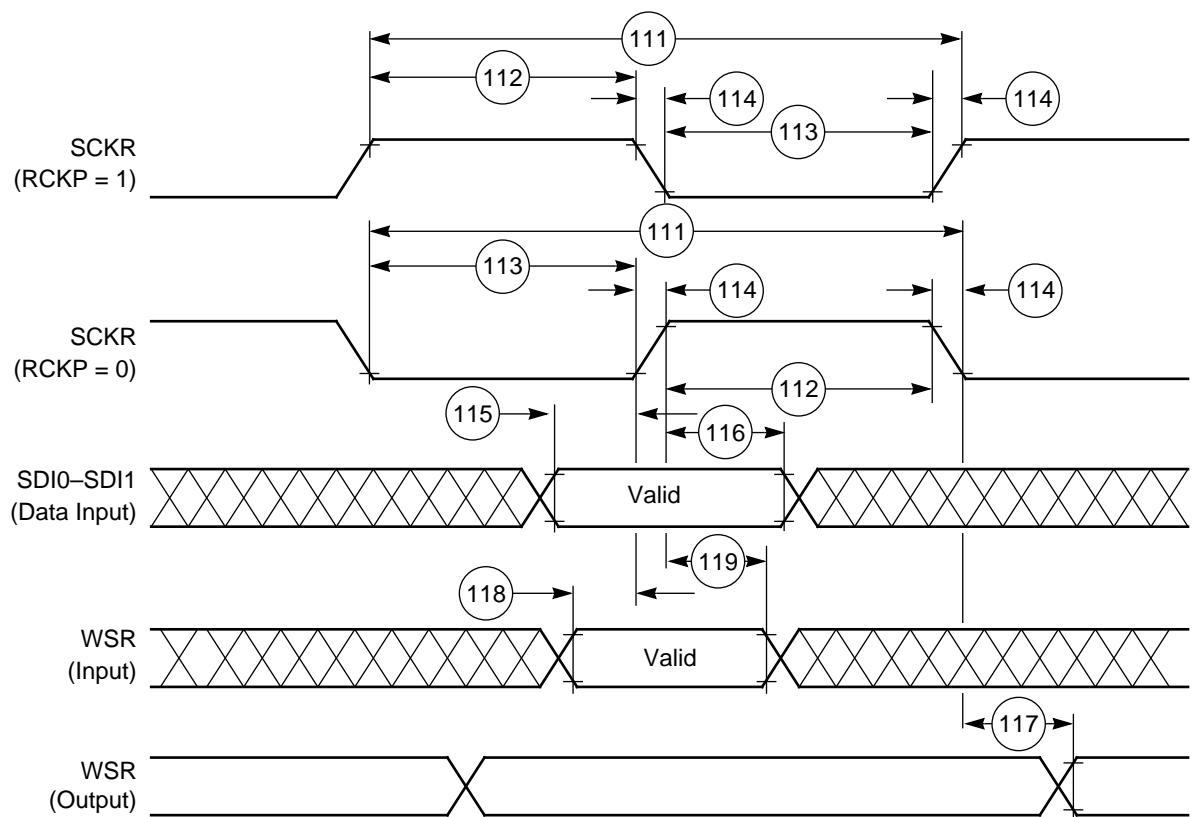 111
112
114
114
113
SCKR
(RCKP = 1)
111
113
114
114
SCKR
(RCKP = 0)
112
115
116
SDI0–SDI1
(Data Input)
Valid
119
118
WSR
(Input)
Valid
117
WSR
(Output)